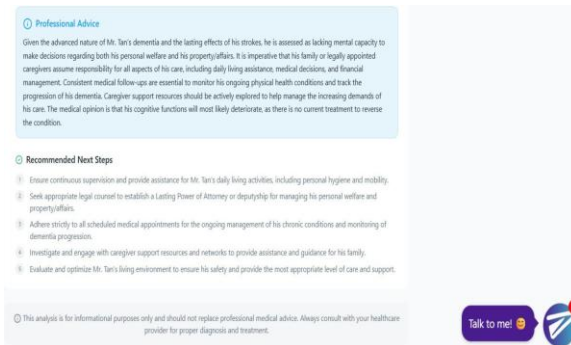 Professional Advice
Given the advanced nature of Mr. Tan's dementia and the lasting effects of his strokes, he is assessed as lacking mental capacity to
make decisions regarding both his personal welfare and his property/affairs. It is imperative that his family or legally appointed
caregivers assume responsibility for all aspects of his care, including daily living assistance, medical decisions, and financial
management. Consistent medical follow-ups are essential to monitor his ongoing physical health conditions and track the
progression of his dementia. Caregiver support resources should be actively explored to help manage the increasing demands of
his care. The medical opinion is that his cognitive functions will most likely deteriorate, as there is no current treatment to reverse
the condition.
Recommended Next Steps
1 Ensure continuous supervision and provide assistance for Mr. Tan's daily living activities, including personal hygiene and mobility.
2 Seek appropriate legal counsel to establish a Lasting Power of Attorney or deputyship for managing his personal welfare and
property/affairs.
3 Adhere strictly to all scheduled medical appointments for the ongoing management of his chronic conditions and monitoring of
dementia progression.
4 Investigate and engage with caregiver support resources and networks to provide assistance and guidance for his family.
5 Evaluate and optimize Mr. Tan's living environment to ensure his safety and provide the most appropriate level of care and support.
This analysis is for informational purposes only and should not replace professional medical advice. Always consult with your healthcare
provider for proper diagnosis and treatment.
Talk to me! 😊